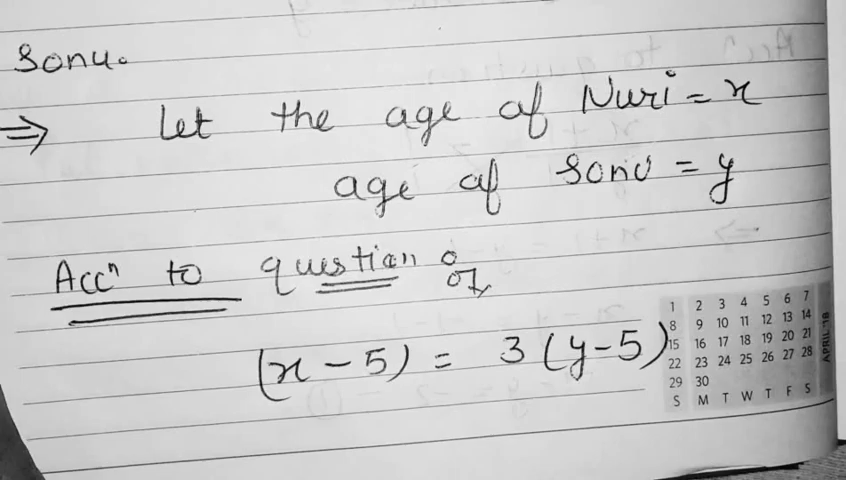 Sonu.
⇒ Let the age of Nuri = x
age of Sonu = y
Accⁿ to question
(x - 5) = 3 (y - 5)
1 2 3 4 5 6 7
8 9 10 11 12 13 14
15 16 17 18 19 20 21
22 23 24 25 26 27 28
29 30
S M T W T F S
APRIL '18